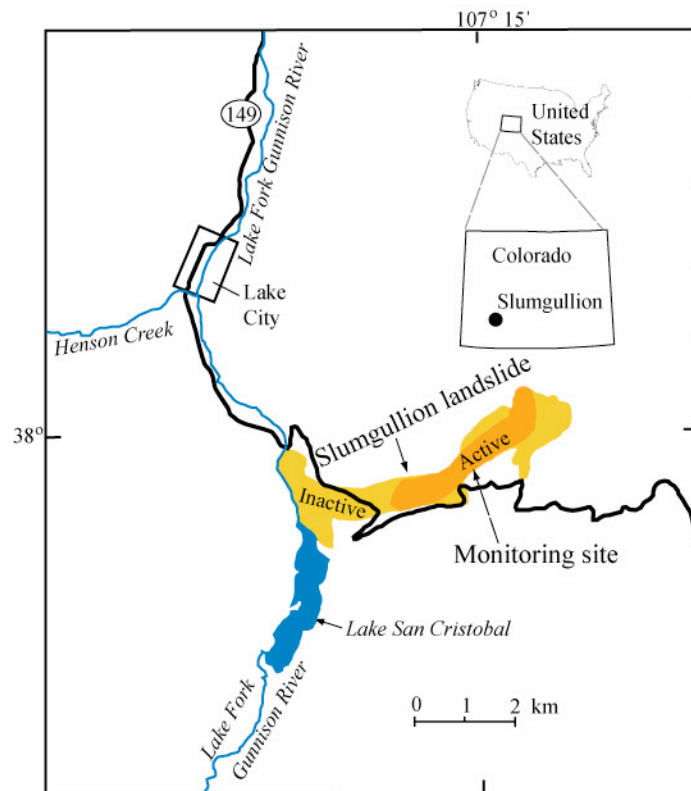 107° 15'
149
Lake Fork Gunnison River
United
States
Colorado
Slumgullion
Lake
City
Henson Creek
38°
Slumgullion landslide
Active
Inactive
Monitoring site
Lake San Cristobal
Lake Fork
Gunnison River
0 1 2 km